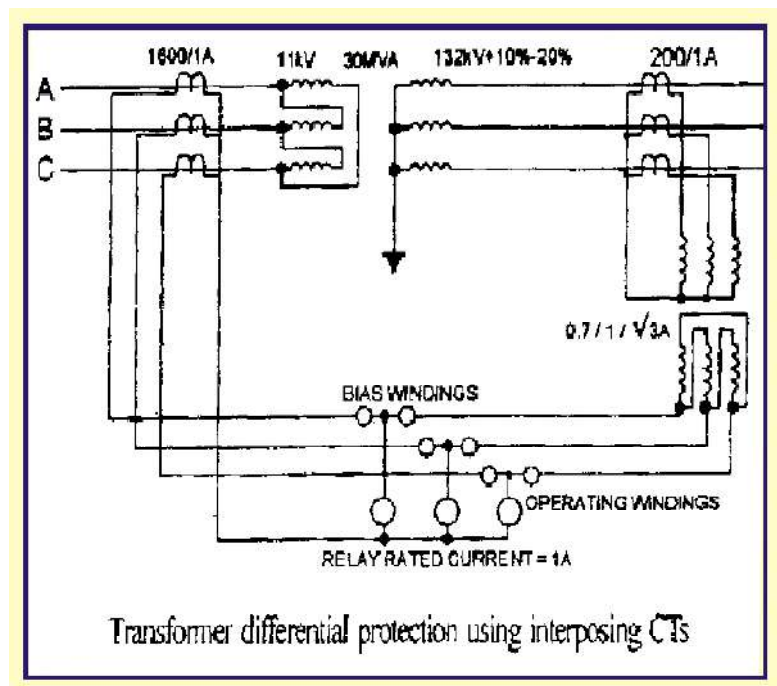 1600/1A 11kV 30MVA 132kV+10%-20% 200/1A
A
B
C
0.7/1/√3A
BIAS WINDINGS
OPERATING WINDINGS
RELAY RATED CURRENT = 1A
Transformer differential protection using interposing CTs